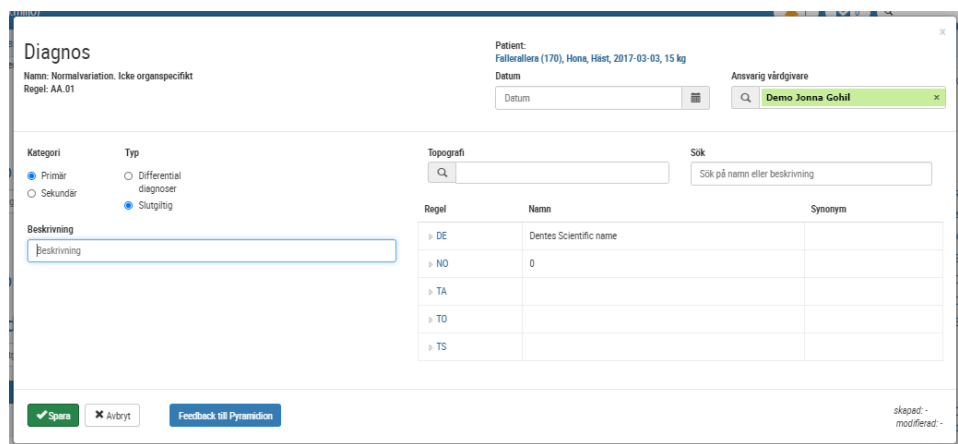 Diagnos
Namn: Normalvariation. Icke organspecifikt
Regel: AA.01
Patient:
Fallerallera (170), Hona, Häst, 2017-03-03, 15 kg
Datum
Datum
Ansvarig vårdgivare
Demo Jonna Gohil ×
×
Kategori
Primär
Sekundär
Typ
Differential
diagnoser
Slutgiltig
Beskrivning
Beskrivning
Topografi
Sök
Sök på namn eller beskrivning
Regel Namn Synonym
DE Dentes Scientific name
NO 0
TA
TO
TS
Spara
Avbryt
Feedback till Pyramidion
skapad: -
modifierad: -